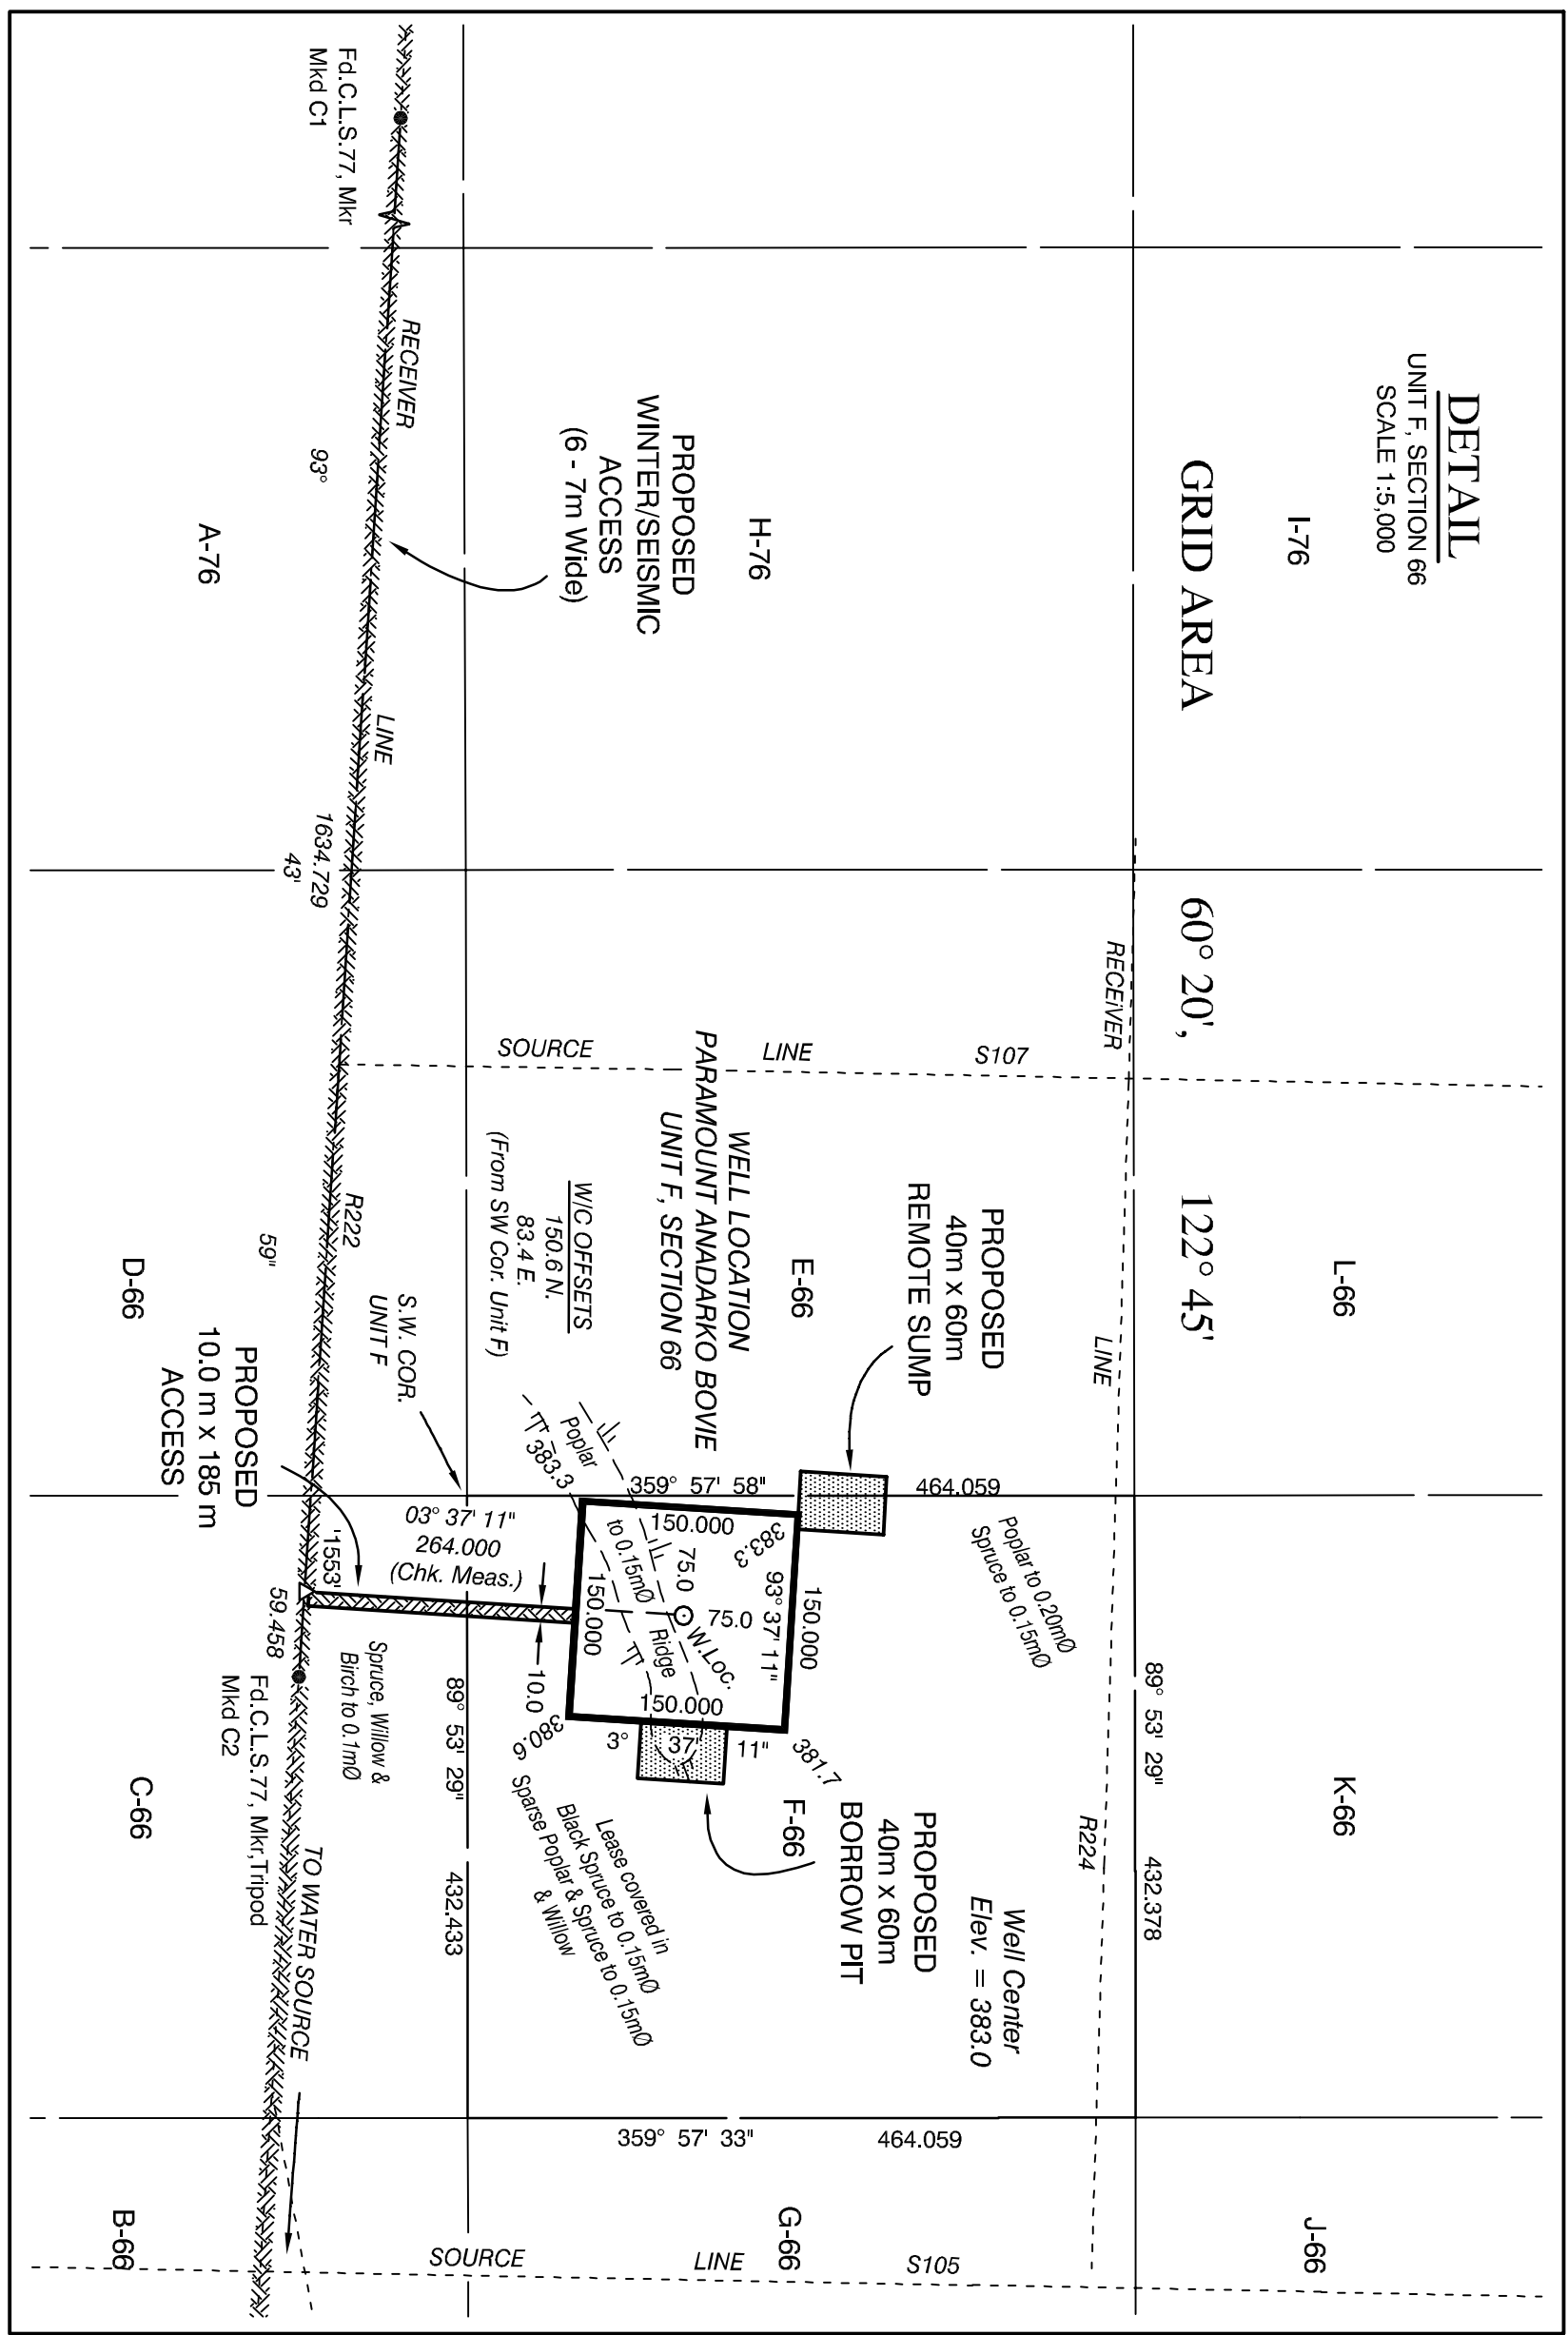 DETAIL
UNIT F, SECTION 66
SCALE 1:5,000
GRID AREA
60° 20',
122° 45'
I-76
L-66
K-66
J-66
RECEiVER
LINE
R224
89° 53' 29"
432.378
H-76
PROPOSED
WINTER/SEISMIC
ACCESS
(6 - 7m Wide)
SOURCE
LINE
S107
PROPOSED
40m x 60m
REMOTE SUMP
E-66
WELL LOCATION
PARAMOUNT ANADARKO BOVIE
UNIT F, SECTION 66
W/C OFFSETS
150.6 N.
83.4 E.
(From SW Cor. Unit F)
S.W. COR.
UNIT F
359° 57' 58"
464.059
Poplar to 0.20mØ
Spruce to 0.15mØ
Well Center
Elev. = 383.0
PROPOSED
40m x 60m
BORROW PIT
F-66
150.000
93° 37' 11"
383.3
381.7
150.000
75.0
75.0
W.Loc.
Poplar
to 0.15mØ
Ridge
383.3
150.000
150.000
3° 37' 11"
380.6
Lease covered in
Black Spruce to 0.15mØ
Sparse Poplar & Spruce to 0.15mØ
& Willow
10.0
03° 37' 11"
264.000
(Chk. Meas.)
89° 53' 29"
432.433
359° 57' 33"
464.059
G-66
SOURCE
LINE
S105
Fd.C.L.S.77, Mkr
Mkd C1
RECEIVER
LINE
R222
93°
43'
59"
1634.729
A-76
D-66
PROPOSED
10.0 m x 185 m
ACCESS
'1553'
59.458
Spruce, Willow &
Birch to 0.1mØ
Fd.C.L.S.77, Mkr,Tripod
Mkd C2
TO WATER SOURCE
C-66
B-66